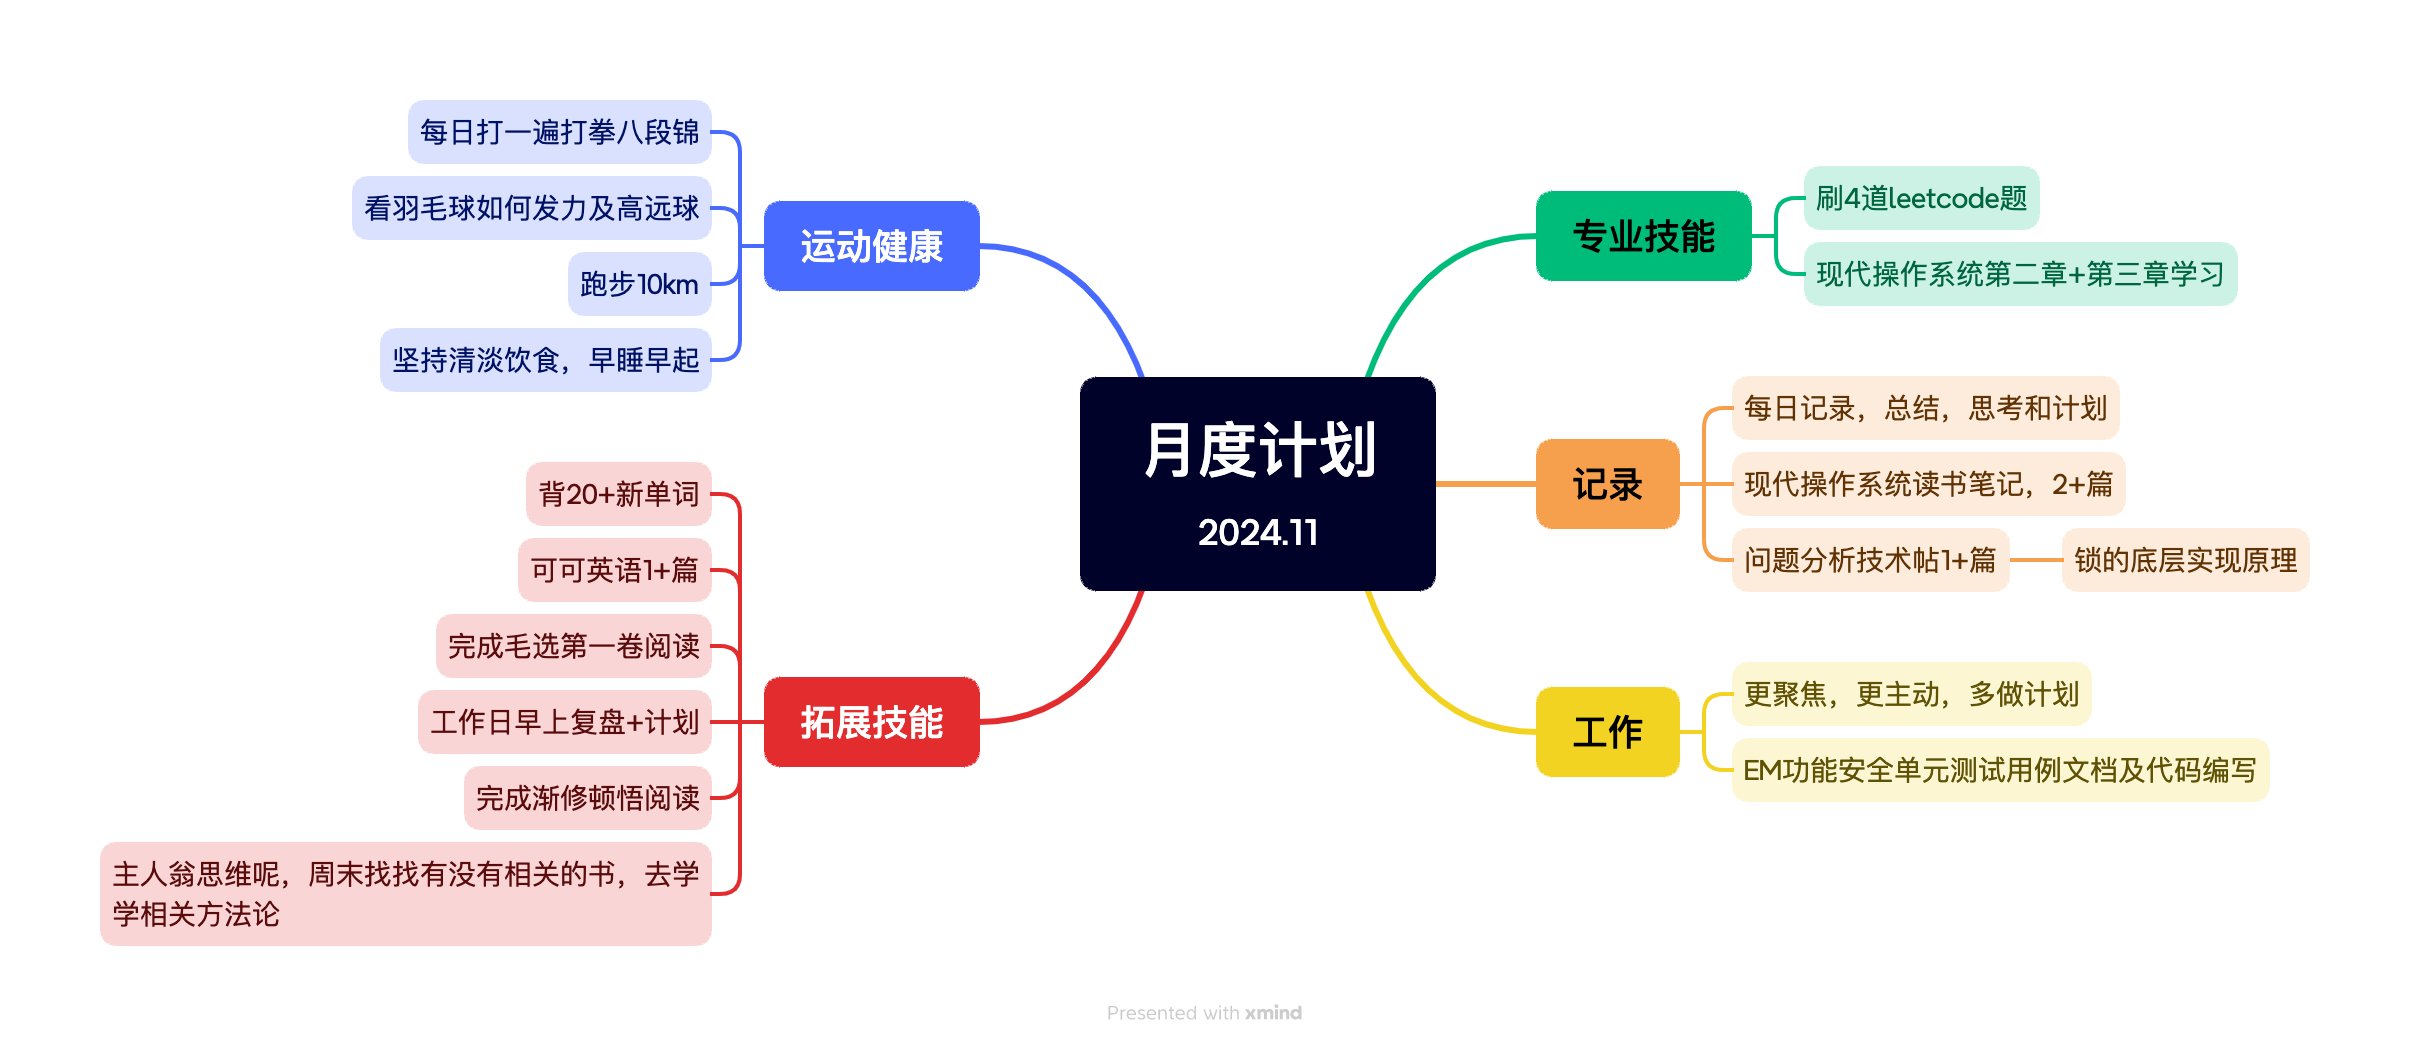 月度计划
2024.11
专业技能
刷4道leetcode题
现代操作系统第二章+第三章学习
记录
每日记录，总结，思考和计划
现代操作系统读书笔记，2+篇
问题分析技术帖1+篇
锁的底层实现原理
工作
更聚焦，更主动，多做计划
EM功能安全单元测试用例文档及代码编写
运动健康
每日打一遍打拳八段锦
看羽毛球如何发力及高远球
跑步10km
坚持清淡饮食，早睡早起
拓展技能
背20+新单词
可可英语1+篇
完成毛选第一卷阅读
工作日早上复盘+计划
完成渐修顿悟阅读
主人翁思维呢，周末找找有没有相关的书，去学
学相关方法论
Presented with xmind